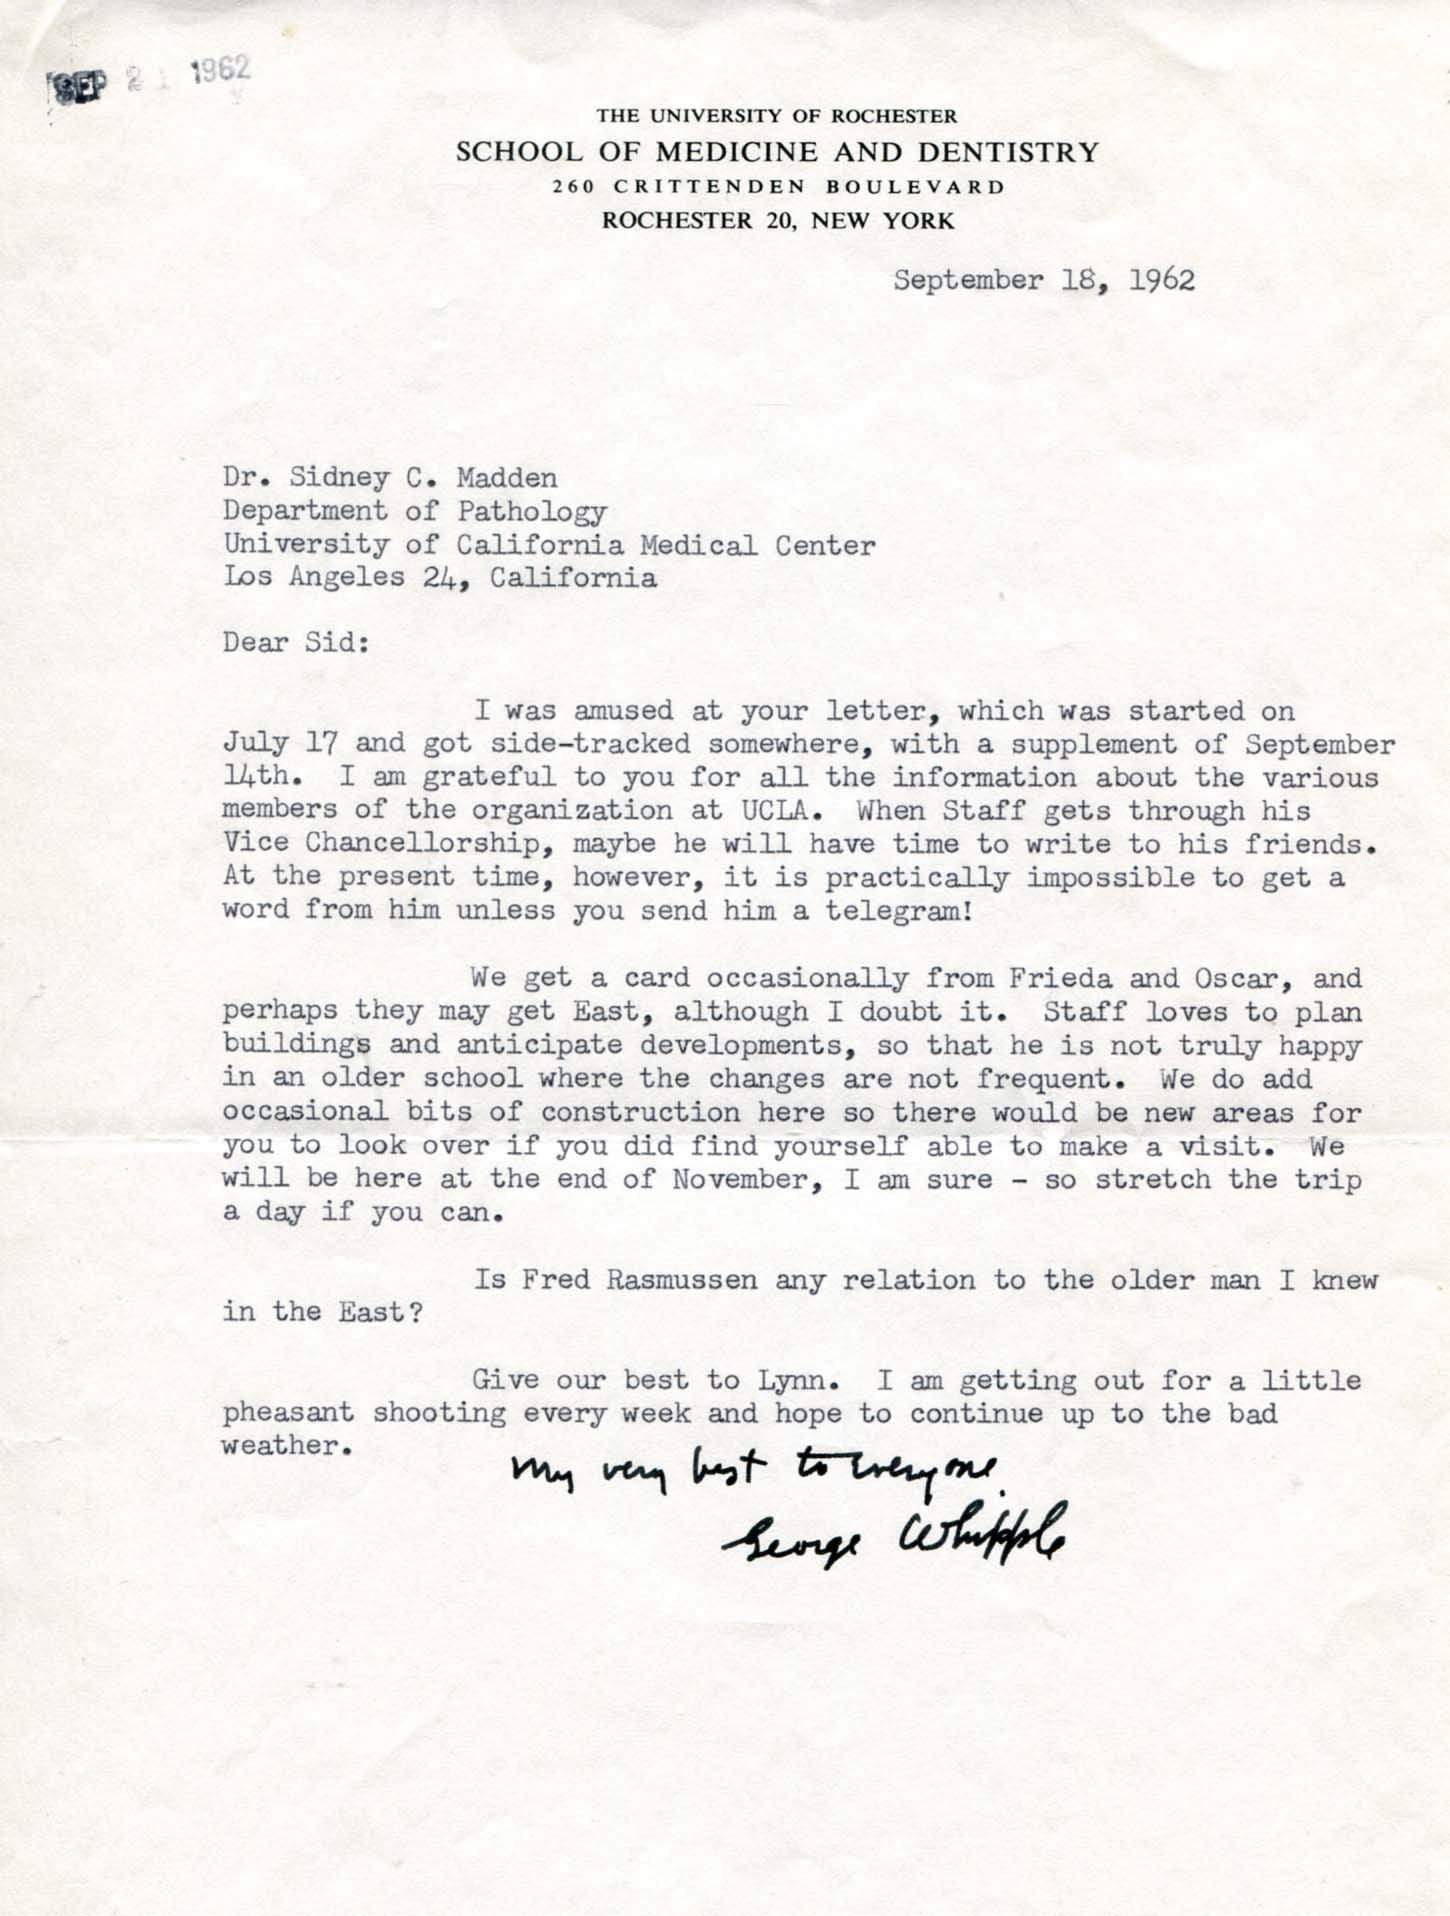 SEP 21 1962
THE UNIVERSITY OF ROCHESTER
SCHOOL OF MEDICINE AND DENTISTRY
260 CRITTENDEN BOULEVARD
ROCHESTER 20, NEW YORK
September 18, 1962
Dr. Sidney C. Madden
Department of Pathology
University of California Medical Center
Los Angeles 24, California
Dear Sid:
I was amused at your letter, which was started on
July 17 and got side-tracked somewhere, with a supplement of September
14th. I am grateful to you for all the information about the various
members of the organization at UCLA. When Staff gets through his
Vice Chancellorship, maybe he will have time to write to his friends.
At the present time, however, it is practically impossible to get a
word from him unless you send him a telegram!
We get a card occasionally from Frieda and Oscar, and
perhaps they may get East, although I doubt it. Staff loves to plan
buildings and anticipate developments, so that he is not truly happy
in an older school where the changes are not frequent. We do add
occasional bits of construction here so there would be new areas for
you to look over if you did find yourself able to make a visit. We
will be here at the end of November, I am sure - so stretch the trip
a day if you can.
Is Fred Rasmussen any relation to the older man I knew
in the East?
Give our best to Lynn. I am getting out for a little
pheasant shooting every week and hope to continue up to the bad
weather.
My very best to everyone
George Whipple